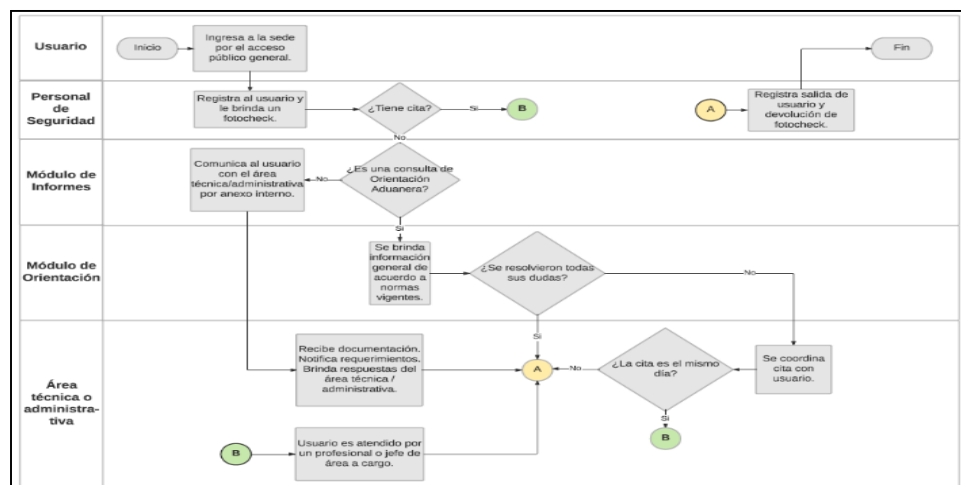 Usuario
Inicio
Ingresa a la sede
por el acceso
público general.
Fin
Personal
de
Seguridad
Registra al usuario y
le brinda un
fotocheck.
¿Tiene cita?
Si
B
A
Registra salida de
usuario y
devolución de
fotocheck.
No
Módulo de
Informes
Comunica al usuario
con el área
técnica/administrativa
por anexo interno.
No
¿Es una consulta de
Orientación
Aduanera?
Si
Módulo de
Orientación
Se brinda
información
general de
acuerdo a
normas
vigentes.
¿Se resolvieron todas
sus dudas?
No
Si
Área
técnica o
administra-
tiva
Recibe documentación.
Notifica requerimientos.
Brinda respuestas del
área técnica /
administrativa.
A
No
¿La cita es el mismo
día?
Se coordina
cita con
usuario.
Si
B
B
Usuario es atendido por
un profesional o jefe de
área a cargo.